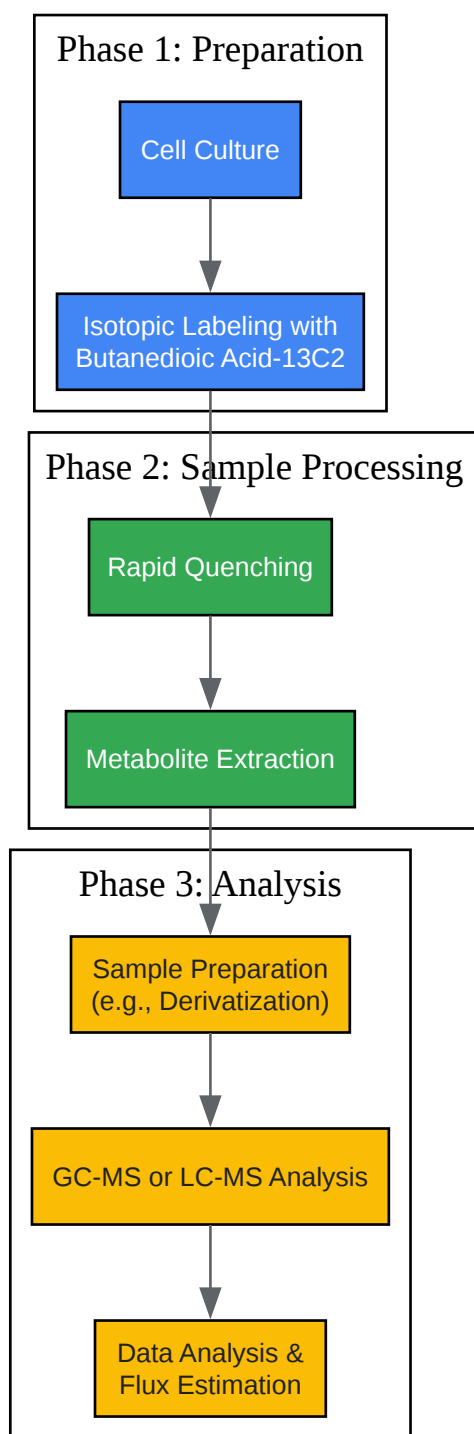 Phase 1: Preparation
Cell Culture
Isotopic Labeling with
Butanedioic Acid-13C2
Phase 2: Sample Processing
Rapid Quenching
Metabolite Extraction
Phase 3: Analysis
Sample Preparation
(e.g., Derivatization)
GC-MS or LC-MS Analysis
Data Analysis &
Flux Estimation